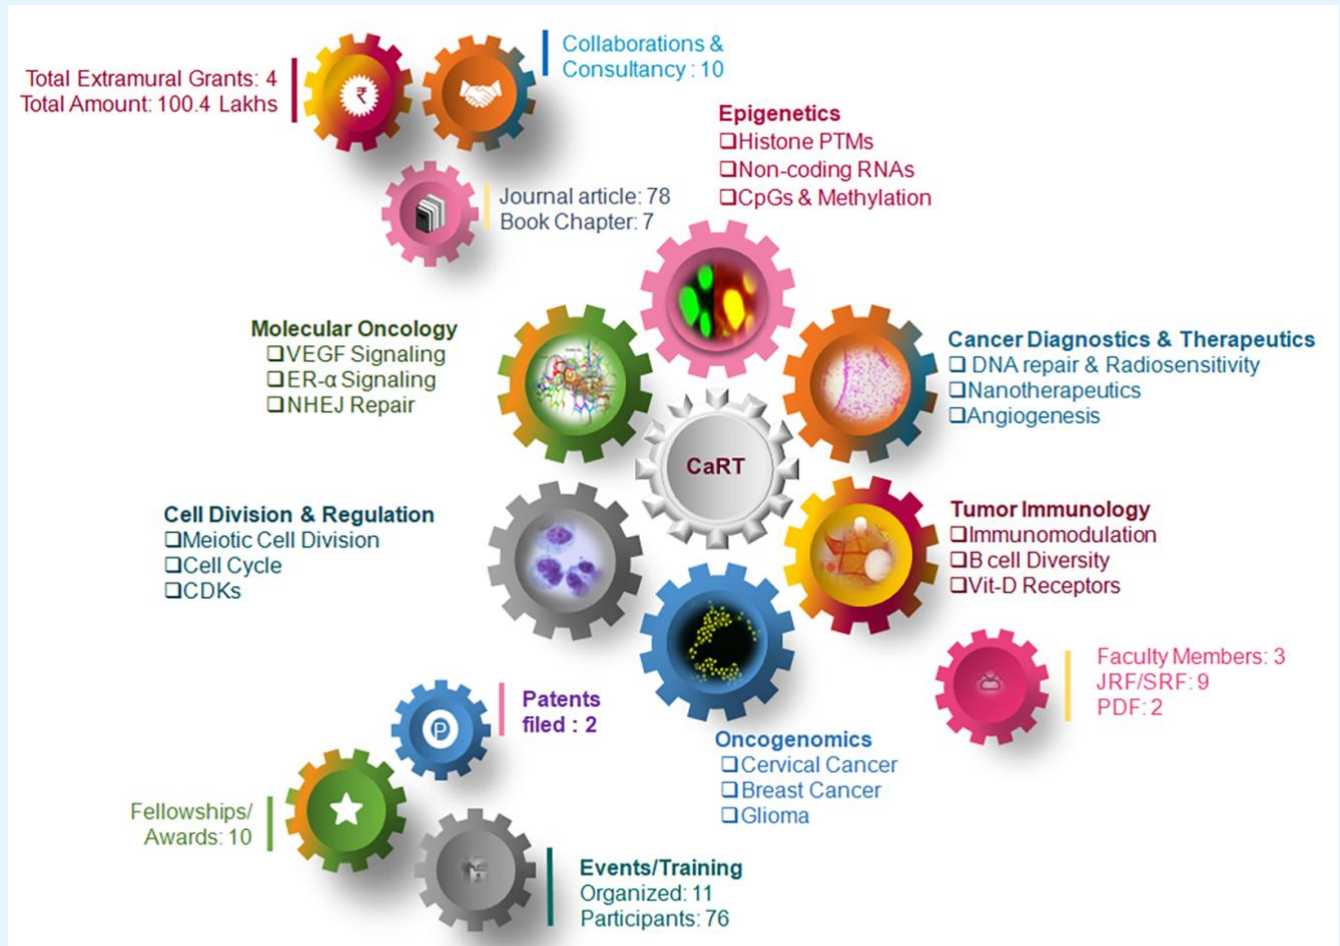 Total Extramural Grants: 4
Total Amount: 100.4 Lakhs
₹
Collaborations &
Consultancy : 10
Journal article: 78
Book Chapter: 7
Epigenetics
❑Histone PTMs
❑Non-coding RNAs
❑CpGs & Methylation
Molecular Oncology
❑VEGF Signaling
❑ER-α Signaling
❑NHEJ Repair
Cancer Diagnostics & Therapeutics
❑ DNA repair & Radiosensitivity
❑Nanotherapeutics
❑Angiogenesis
CaRT
Cell Division & Regulation
❑Meiotic Cell Division
❑Cell Cycle
❑CDKs
Tumor Immunology
❑Immunomodulation
❑B cell Diversity
❑Vit-D Receptors
Faculty Members: 3
JRF/SRF: 9
PDF: 2
P
Patents
filed : 2
Oncogenomics
❑Cervical Cancer
❑Breast Cancer
❑Glioma
Fellowships/
Awards: 10
Events/Training
Organized: 11
Participants: 76